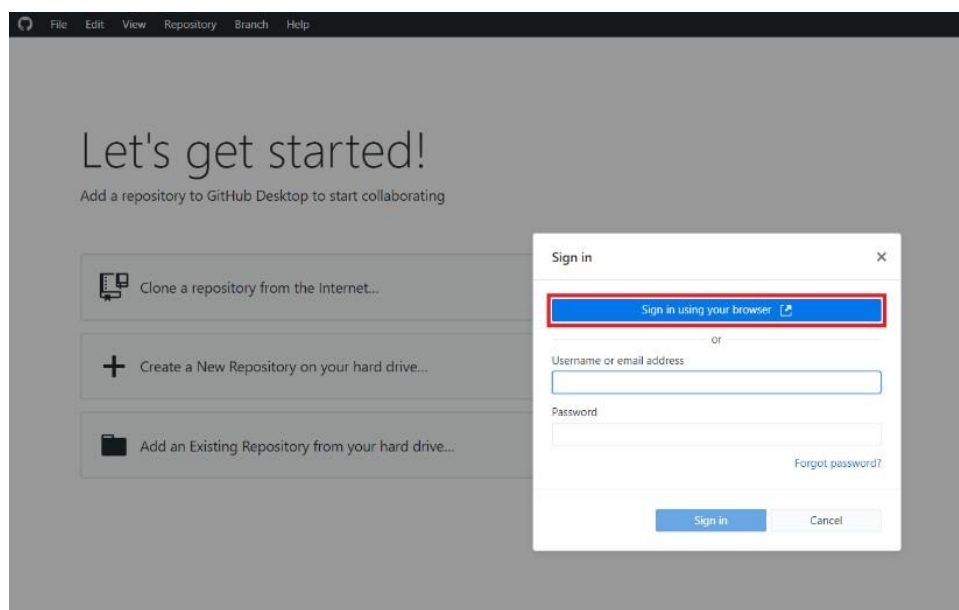 File Edit View Repository Branch Help
Let's get started!
Add a repository to GitHub Desktop to start collaborating
Clone a repository from the Internet...
Create a New Repository on your hard drive...
Add an Existing Repository from your hard drive...
Sign in
Sign in using your browser
or
Username or email address
Password
Forgot password?
Sign in Cancel